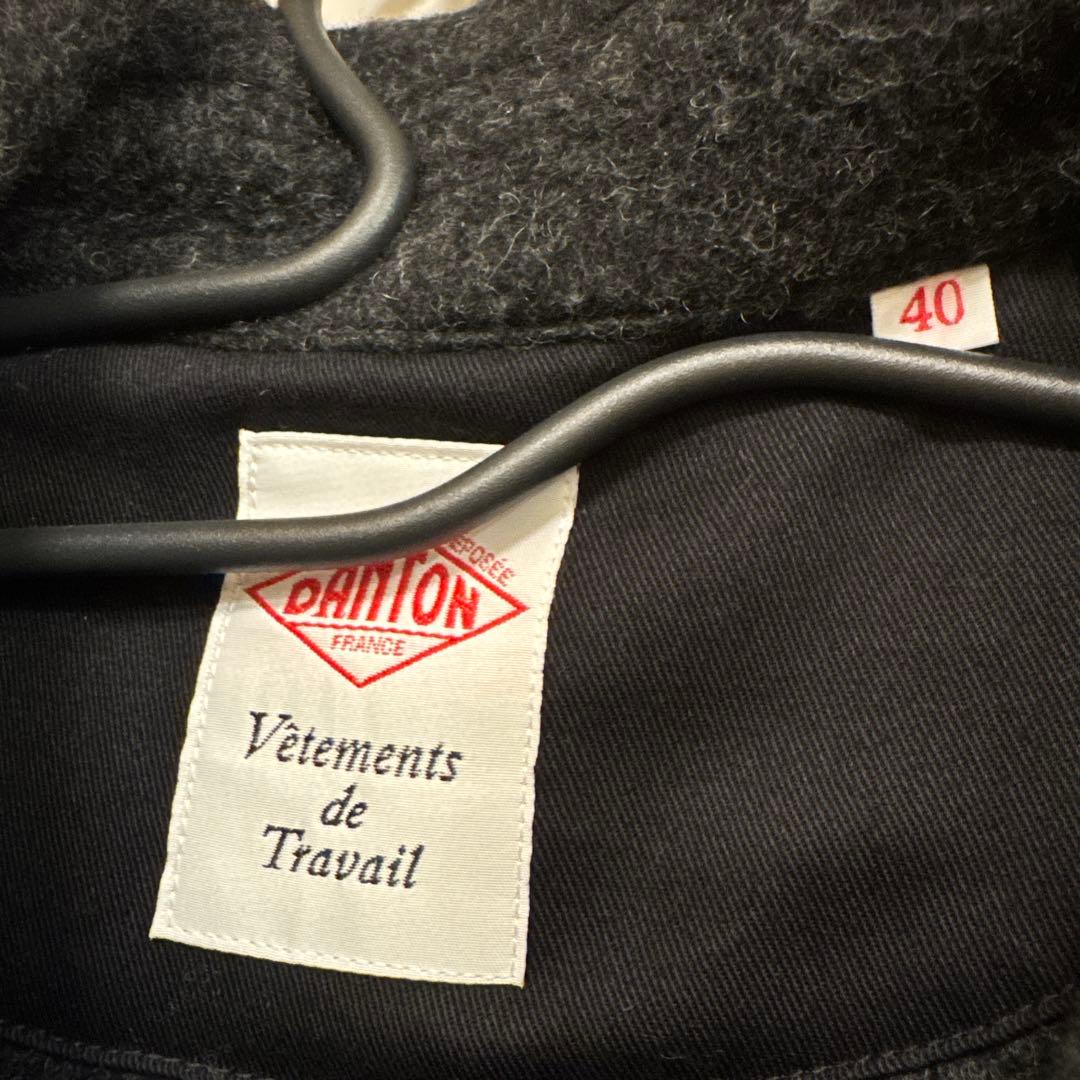 40
DÉPOSÉE
DANTON
FRANCE
Vêtements
de
Travail